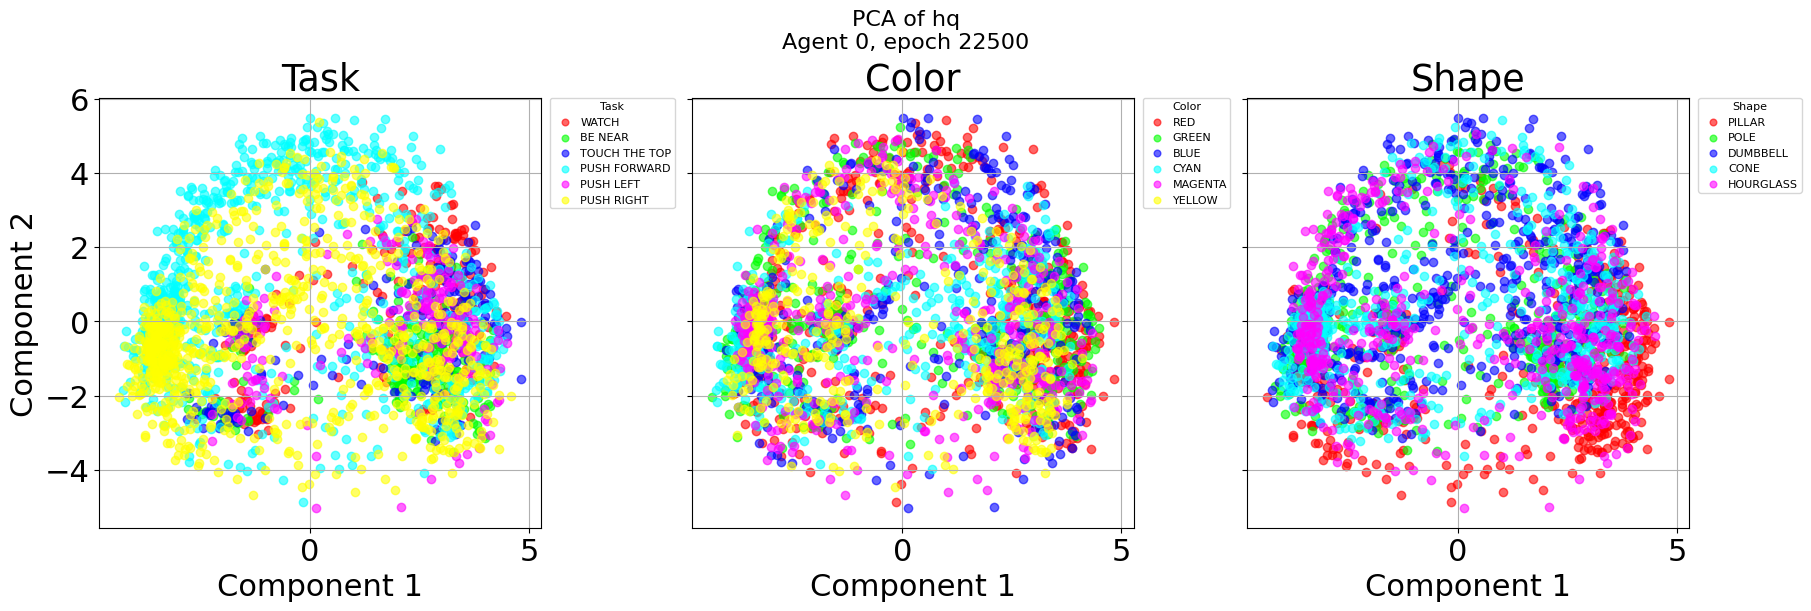 PCA of hq
Agent 0, epoch 22500
Task
Color
Shape
6
4
2
0
−2
−4
Component 2
0
5
Component 1
Task
WATCH
BE NEAR
TOUCH THE TOP
PUSH FORWARD
PUSH LEFT
PUSH RIGHT
0
5
Component 1
Color
RED
GREEN
BLUE
CYAN
MAGENTA
YELLOW
0
5
Component 1
Shape
PILLAR
POLE
DUMBBELL
CONE
HOURGLASS